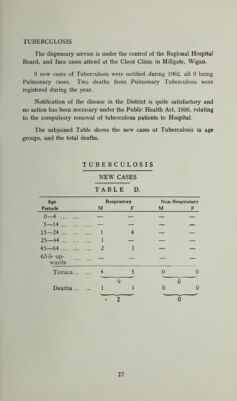 TUBERCULOSIS
The dispensary service is under the control of the Regional Hospital
Board, and Ince cases attend at the Chest Clinic in Millgate, Wigan.
9 new cases of Tuberculosis were notified during 1962, all 9 being
Pulmonary cases. Two deaths from Pulmonary Tuberculosis were
registered during the year.
Notification of the disease in the District is quite satisfactory and
no action has been necessary under the Public Health Act, 1936, relating
to the compulsory removal of tuberculous patients to Hospital.
The subjoined Table shows the new cases of Tuberculosis in age
groups, and the total deaths.
TUBERCULOSIS
NEW CASES
TABLE D.
Age Respiratory Non-Respiratory
Periods M F M F
0—4 ... ... — — — —
5—14 ... ... — — — —
15—24 ... ... 1 4 — —
25—44 ... ... 1 — — —
45—64 ... ... 2 1 — —
65 & up-
wards — — — —
TOTALS... ... 4 5 0 0
9 0
Deaths ... ... 1 1 0 0
2 0
27